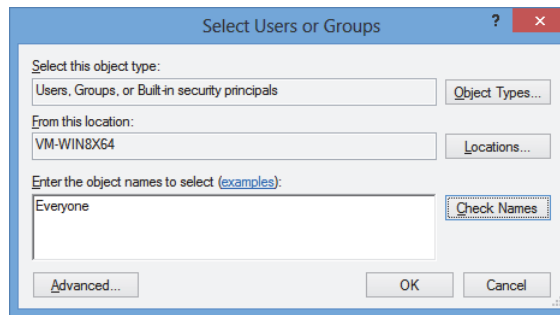 Select Users or Groups
?
×
Select this object type:
Users, Groups, or Built-in security principals
Object Types...
From this location:
VM-WIN8X64
Locations...
Enter the object names to select (examples):
Everyone
Check Names
Advanced...
OK
Cancel